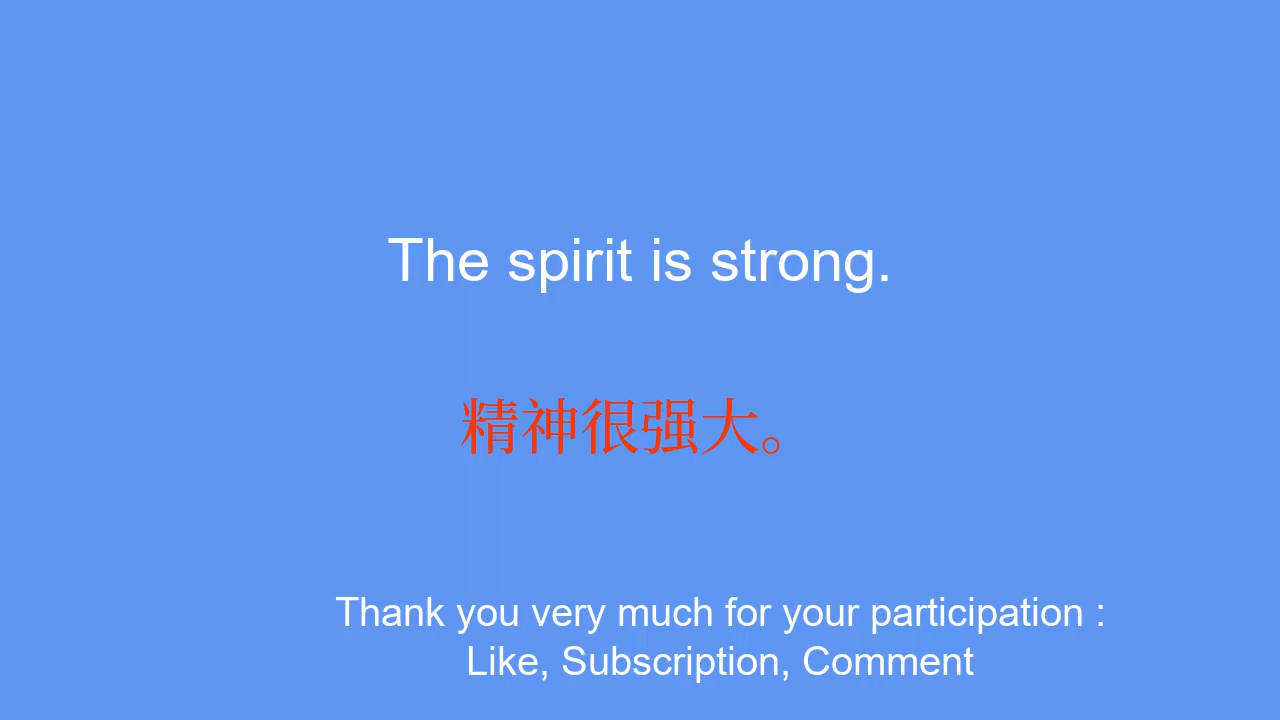 The spirit is strong.
精神很强大。
Thank you very much for your participation :
Like, Subscription, Comment